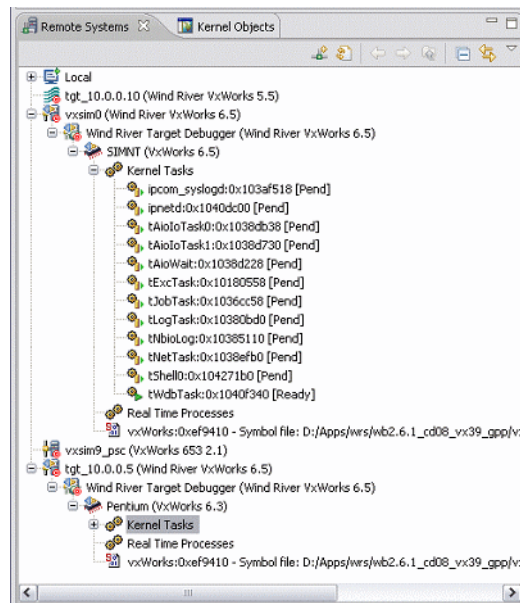 Remote Systems Kernel Objects
Local
tgt_10.0.0.10 (Wind River VxWorks 5.5)
vxsim0 (Wind River VxWorks 6.5)
Wind River Target Debugger (Wind River VxWorks 6.5)
SIMNT (VxWorks 6.5)
Kernel Tasks
ipcom_syslogd:0x103af518 [Pend]
ipnetd:0x1040dc00 [Pend]
tAioIoTask0:0x1038db38 [Pend]
tAioIoTask1:0x1038d730 [Pend]
tAioWait:0x1038d228 [Pend]
tExcTask:0x10180558 [Pend]
tJobTask:0x1036cc58 [Pend]
tLogTask:0x10380bd0 [Pend]
tNbioLog:0x10385110 [Pend]
tNetTask:0x1038efb0 [Pend]
tShell0:0x104271b0 [Pend]
tWdbTask:0x1040f340 [Ready]
Real Time Processes
vxWorks:0xef9410 - Symbol file: D:/Apps/wrs/wb2.6.1_cd08_vx39_gpp/v
vxsim9_psc (VxWorks 653 2.1)
tgt_10.0.0.5 (Wind River VxWorks 6.5)
Wind River Target Debugger (Wind River VxWorks 6.5)
Pentium (VxWorks 6.3)
Kernel Tasks
Real Time Processes
vxWorks:0xef9410 - Symbol file: D:/Apps/wrs/wb2.6.1_cd08_vx39_gpp/v